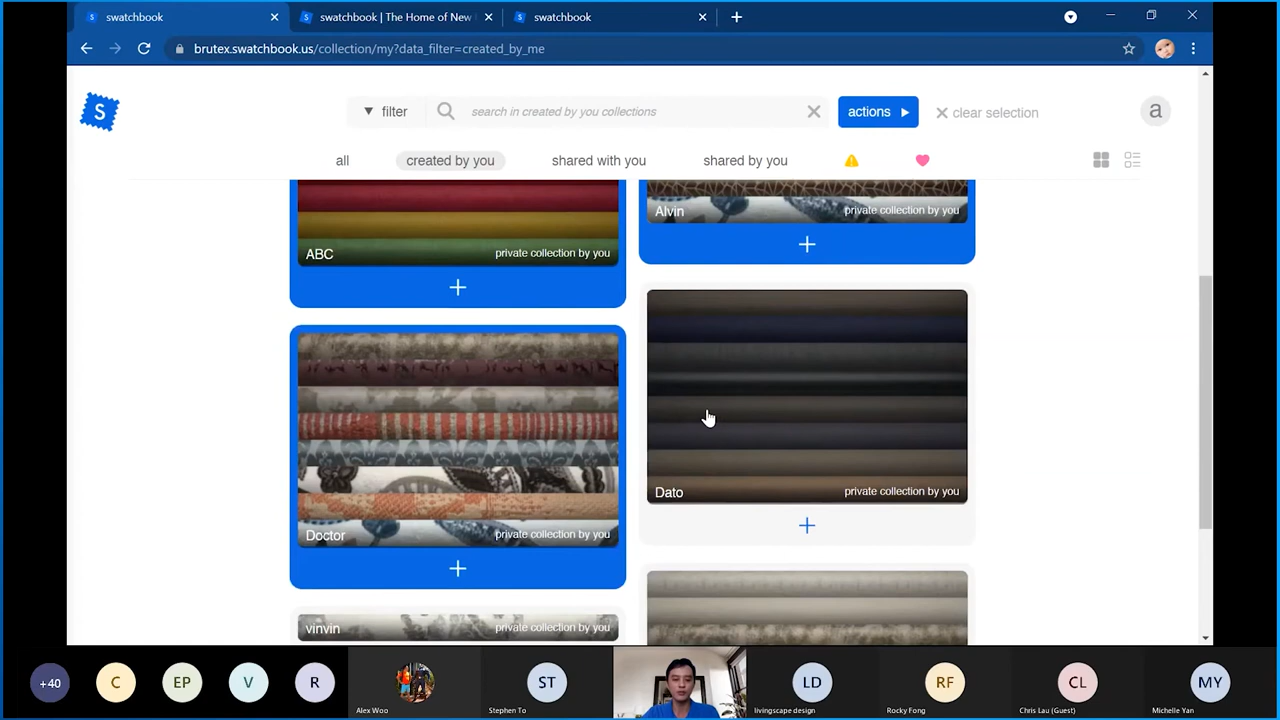 swatchbook
swatchbook | The Home of New
swatchbook
brutex.swatchbook.us/collection/my?data_filter=created_by_me
S
filter
search in created by you collections
actions
clear selection
a
all
created by you
shared with you
shared by you
ABC
private collection by you
Alvin
private collection by you
Doctor
private collection by you
Dato
private collection by you
vinvin
private collection by you
+40
C
EP
V
R
Alex Woo
ST
Stephen To
LD
livingscape design
RF
Rocky Fong
CL
Chris Lau (Guest)
MY
Michelle Yan